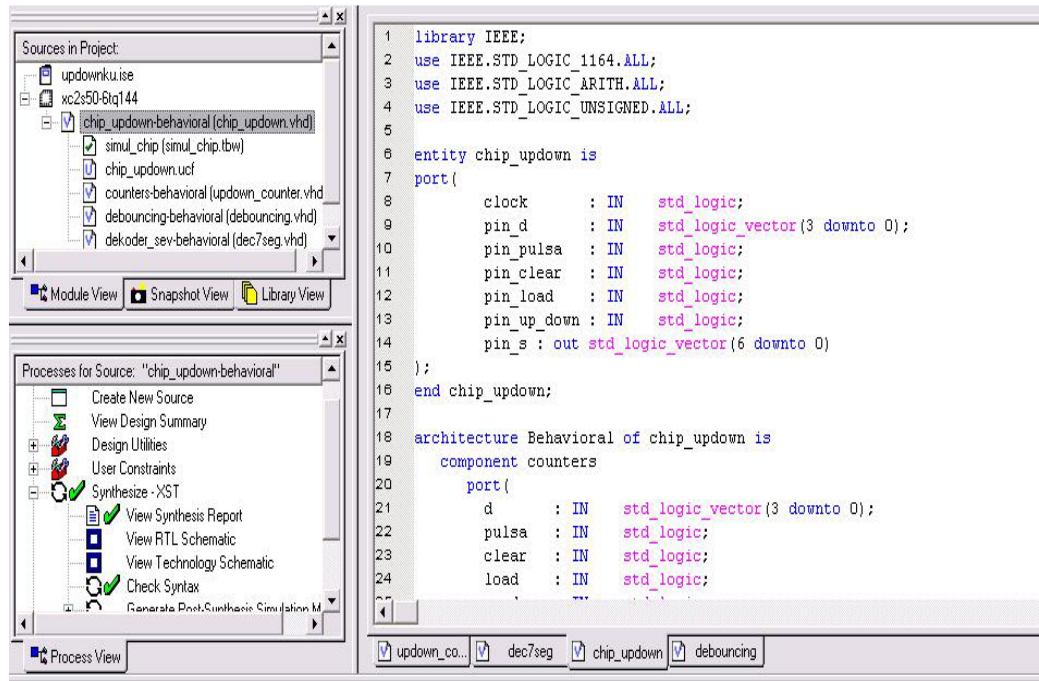 Sources in Project:
updownku.ise
xc2s50-6tq144
chip_updown-behavioral (chip_updown.vhd)
simul_chip (simul_chip.tbw)
chip_updown.ucf
counters-behavioral (updown_counter.vhd
debouncing-behavioral (debouncing.vhd)
dekoder_sev-behavioral (dec7seg.vhd)
Module View Snapshot View Library View
Processes for Source: "chip_updown-behavioral"
Create New Source
View Design Summary
Design Utilities
User Constraints
Synthesize - XST
View Synthesis Report
View RTL Schematic
View Technology Schematic
Check Syntax
Generate Post-Synthesis Simulation M
Process View
1 library IEEE;
2 use IEEE.STD_LOGIC_1164.ALL;
3 use IEEE.STD_LOGIC_ARITH.ALL;
4 use IEEE.STD_LOGIC_UNSIGNED.ALL;
5
6 entity chip_updown is
7 port(
8 clock : IN std_logic;
9 pin_d : IN std_logic_vector(3 downto 0);
10 pin_pulsa : IN std_logic;
11 pin_clear : IN std_logic;
12 pin_load : IN std_logic;
13 pin_up_down : IN std_logic;
14 pin_s : out std_logic_vector(6 downto 0)
15 );
16 end chip_updown;
17
18 architecture Behavioral of chip_updown is
19 component counters
20 port(
21 d : IN std_logic_vector(3 downto 0);
22 pulsa : IN std_logic;
23 clear : IN std_logic;
24 load : IN std_logic;
updown_co... dec7seg chip_updown debouncing